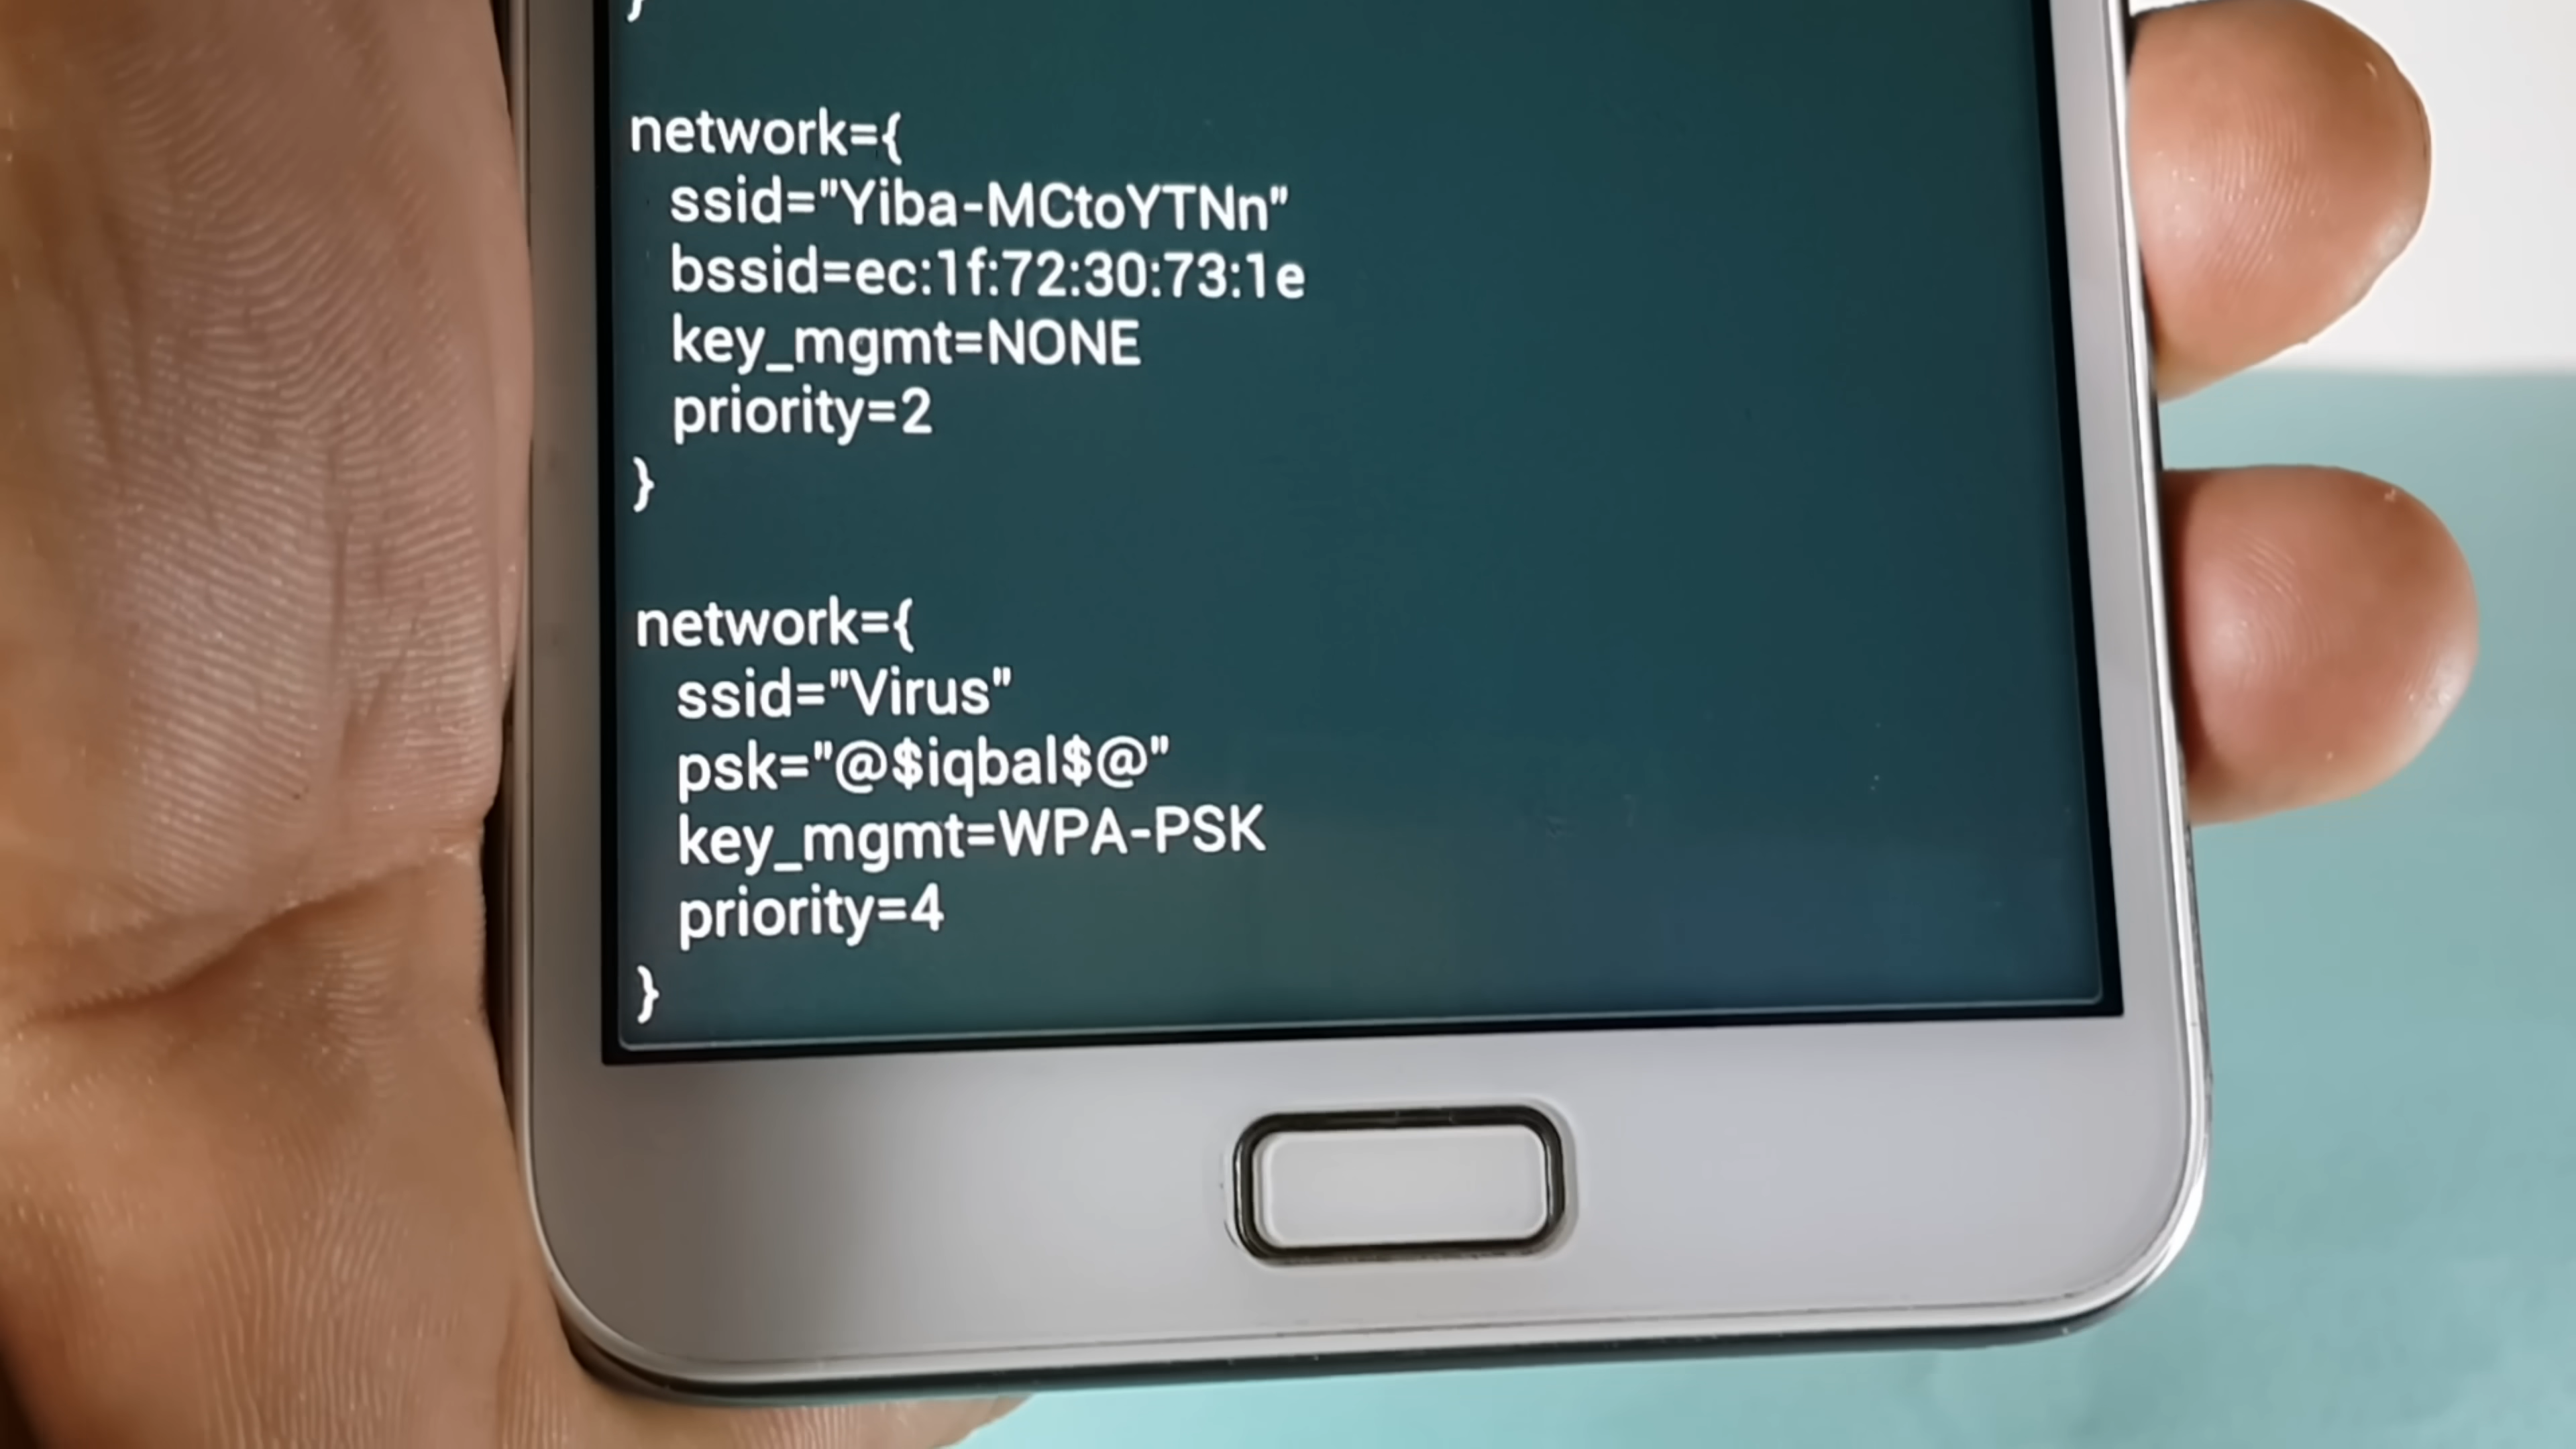 }
network={
ssid="Yiba-MCtoYTNn"
bssid=ec:1f:72:30:73:1e
key_mgmt=NONE
priority=2
}
network={
ssid="Virus"
psk="@$iqbal$@"
key_mgmt=WPA-PSK
priority=4
}